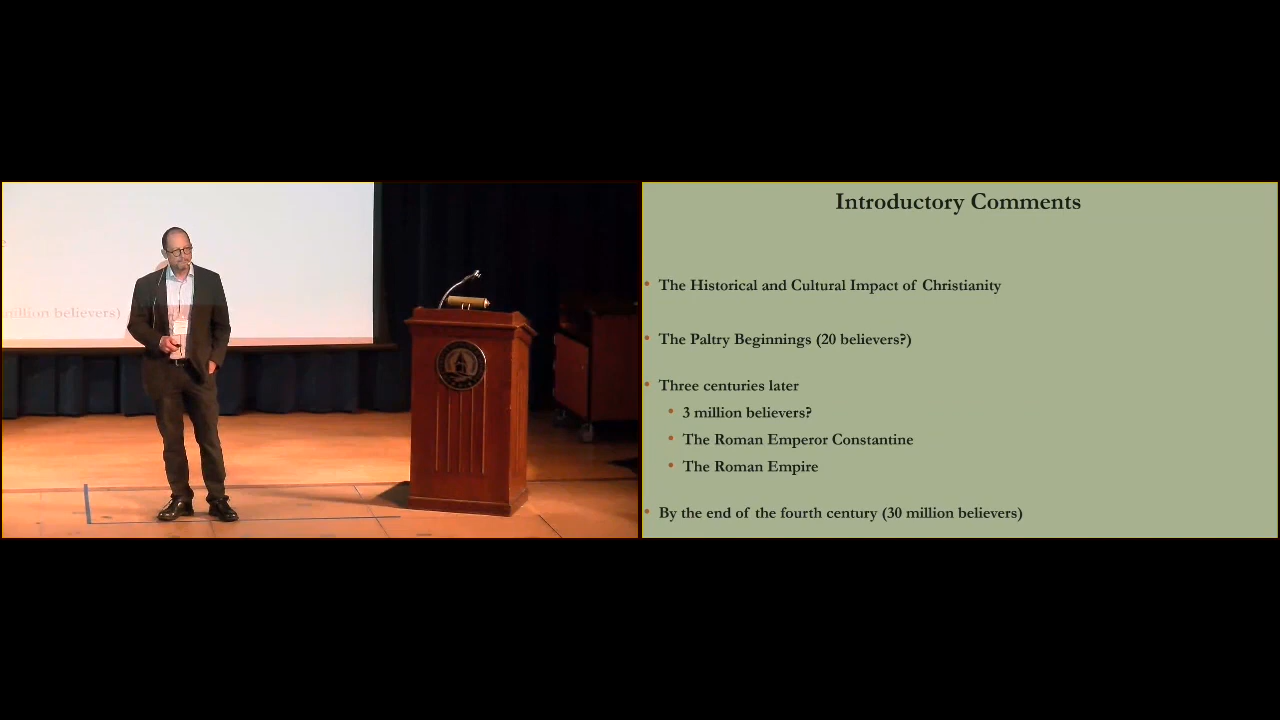 million believers)
Introductory Comments
The Historical and Cultural Impact of Christianity
The Paltry Beginnings (20 believers?)
Three centuries later
3 million believers?
The Roman Emperor Constantine
The Roman Empire
By the end of the fourth century (30 million believers)